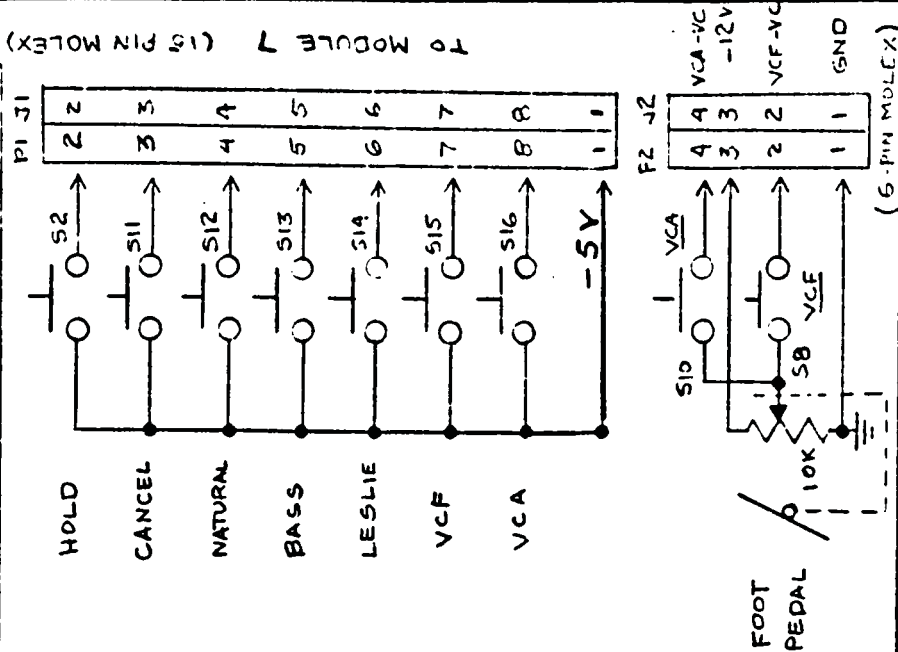 TO MODULE 7 (15 PIN MOLEX)
P1 J1
HOLD S2 2 2
CANCEL S11 3 3
NATURAL S12 4 4
BASS S13 5 5
LESLIE S14 6 6
VCF S15 7 7
VCA S16 8 8
-5V 1 1
J2
S10 VCA 4 4 VCA-VC
3 3 -12V
S8 VCF 2 2 VCF-VC
1 1 GND
10K
FOOT
PEDAL
(6-PIN MOLEX)